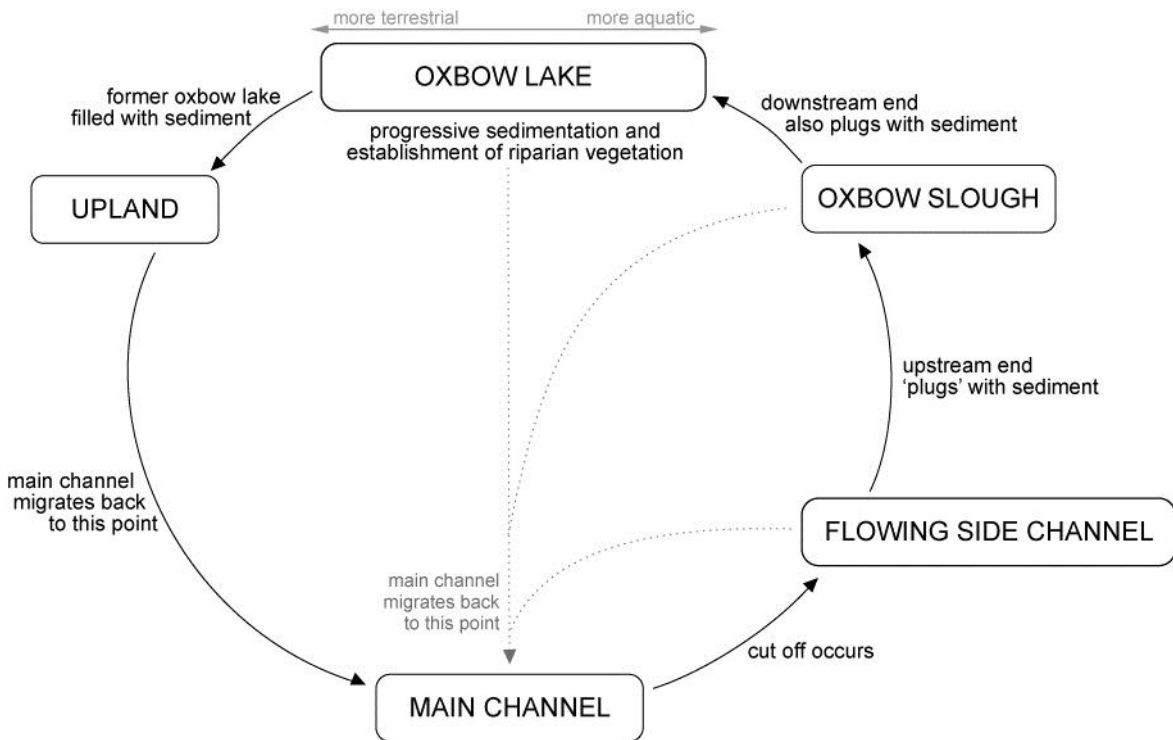 more terrestrial
more aquatic
OXBOW LAKE
former oxbow lake
filled with sediment
progressive sedimentation and
establishment of riparian vegetation
downstream end
also plugs with sediment
UPLAND
OXBOW SLOUGH
upstream end
‘plugs’ with sediment
main channel
migrates back
to this point
FLOWING SIDE CHANNEL
main channel
migrates back
to this point
cut off occurs
MAIN CHANNEL